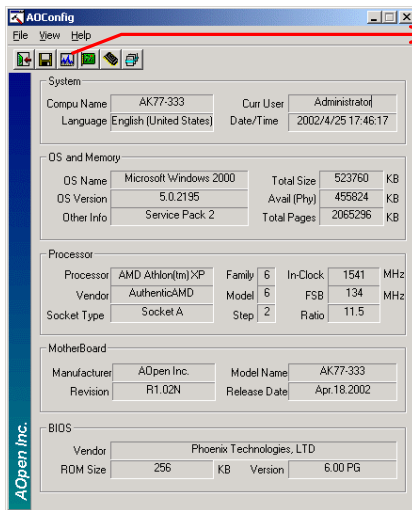 AOConfig
File View Help
System
Compu Name AK77-333 Curr User Administrator
Language English (United States) Date/Time 2002/4/25 17:46:17
OS and Memory
OS Name Microsoft Windows 2000 Total Size 523760 KB
OS Version 5.0.2195 Avail (Phy) 455824 KB
Other Info Service Pack 2 Total Pages 2065296 KB
Processor
Processor AMD Athlon(tm) XP Family 6 In-Clock 1541 MHz
Vendor AuthenticAMD Model 6 FSB 134 MHz
Socket Type Socket A Step 2 Ratio 11.5
MotherBoard
Manufacturer AOpen Inc. Model Name AK77-333
Revision R1.02N Release Date Apr.18.2002
BIOS
Vendor Phoenix Technologies, LTD
ROM Size 256 KB Version 6.00 PG
AOpen Inc.